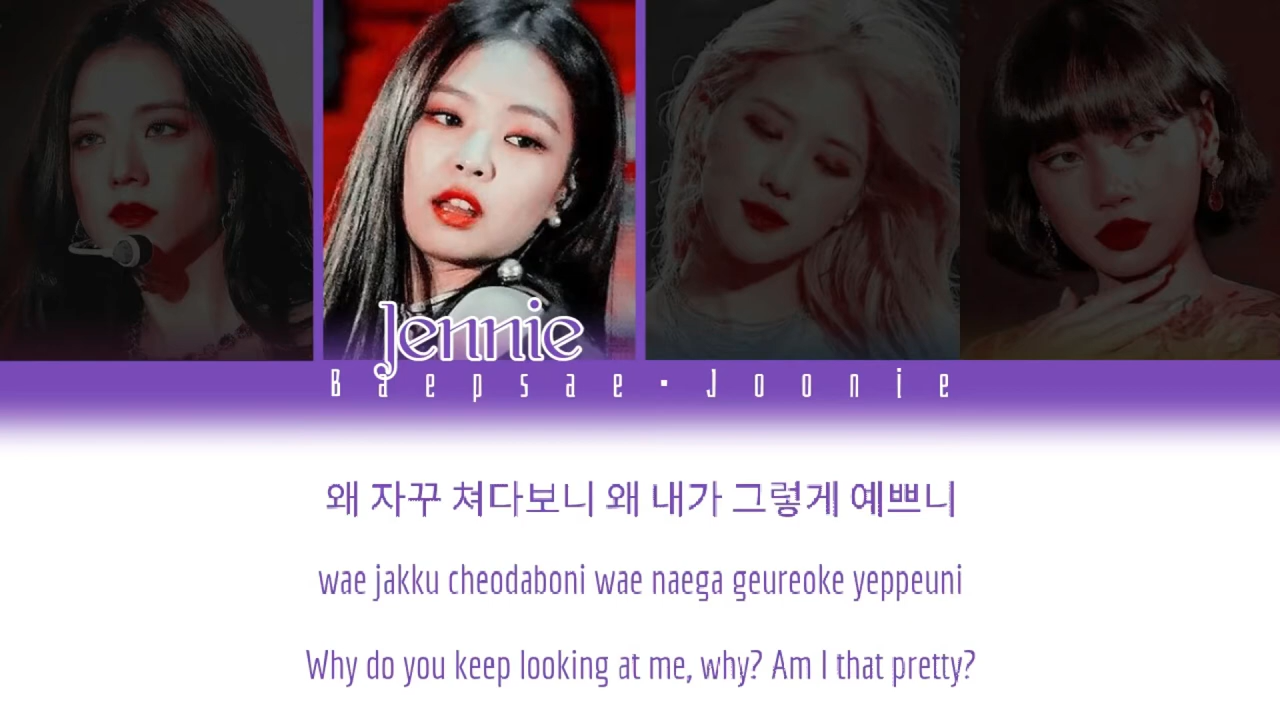 Jennie
Baepsae•Joonie
왜 자꾸 쳐다보니 왜 내가 그렇게 예쁘니
wae jakku cheodaboni wae naega geureoke yeppeuni
Why do you keep looking at me, why? Am I that pretty?